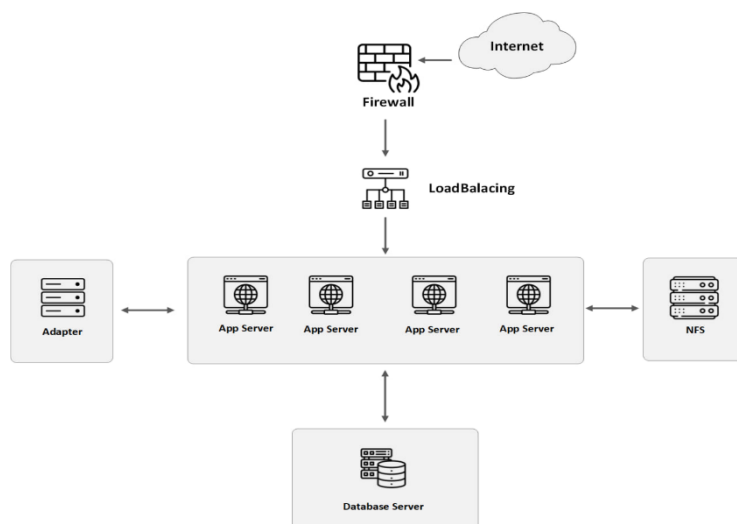 Internet
Firewall
LoadBalacing
Adapter
App Server
App Server
App Server
App Server
NFS
Database Server